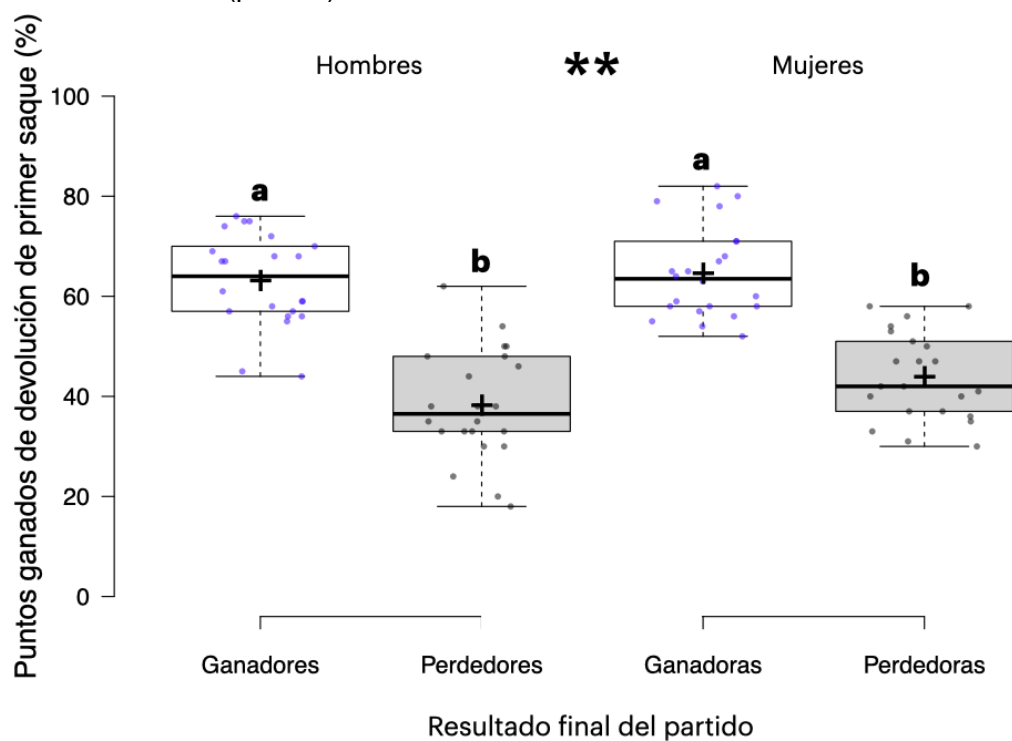 Puntos ganados de devolución de primer saque (%)
Hombres ** Mujeres
100
80
60
40
20
0
a
b
a
b
Ganadores Perdedores Ganadoras Perdedoras
Resultado final del partido